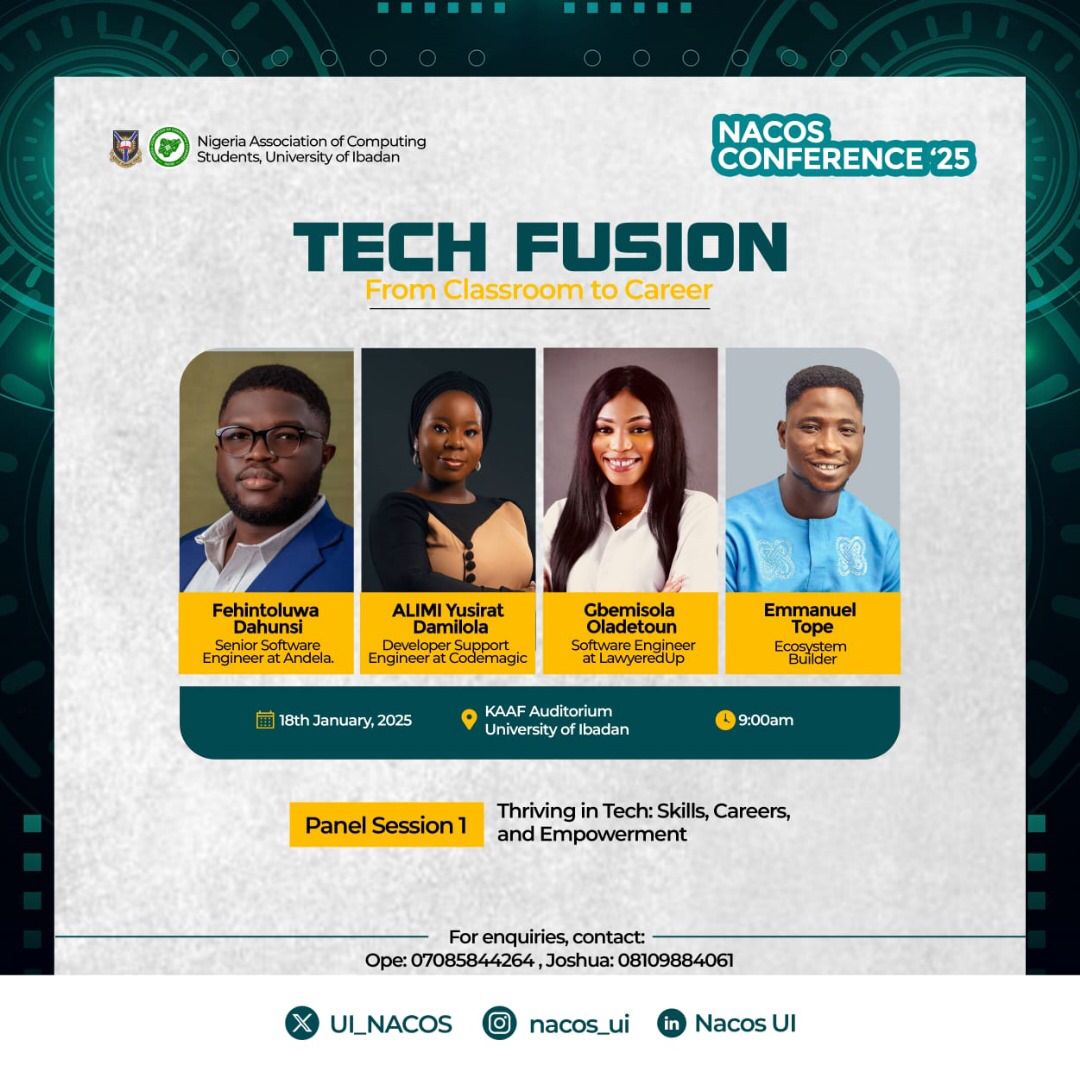 Nigeria Association of Computing
Students, University of Ibadan
NACOS
CONFERENCE ‘25
TECH FUSION
From Classroom to Career
Fehintoluwa
Dahunsi
Senior Software
Engineer at Andela.
ALIMI Yusirat
Damilola
Developer Support
Engineer at Codemagic
Gbemisola
Oladetoun
Software Engineer
at LawyeredUp
Emmanuel
Tope
Ecosystem
Builder
18th January, 2025
KAAF Auditorium
University of Ibadan
9:00am
Panel Session 1
Thriving in Tech: Skills, Careers,
and Empowerment
For enquiries, contact:
Ope: 07085844264 , Joshua: 08109884061
UI_NACOS
nacos_ui
in Nacos UI